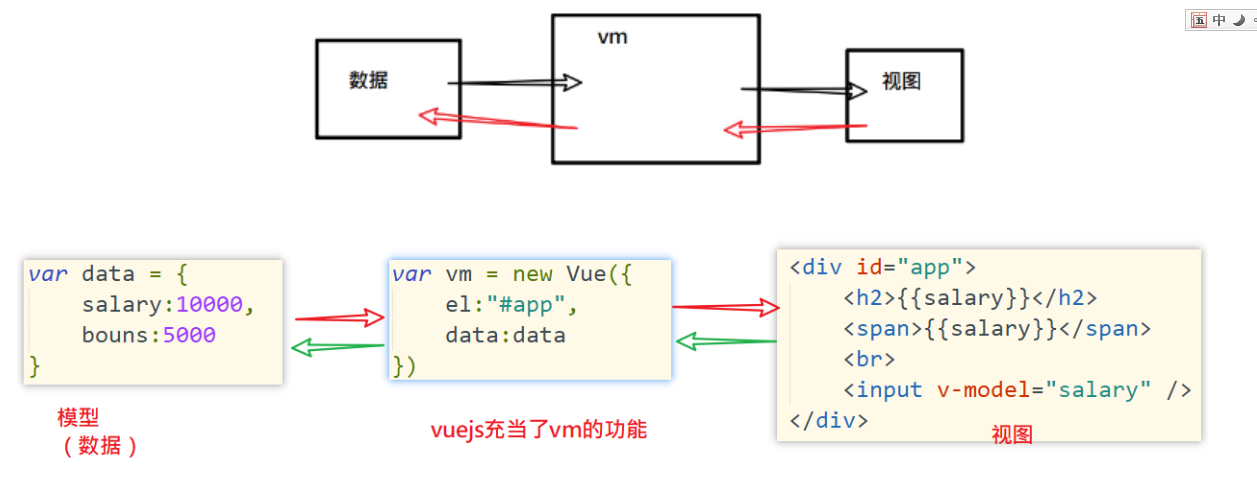 五 中
vm
数据
视图
var data = {
salary:10000,
bouns:5000
}
var vm = new Vue({
el:"#app",
data:data
})
<div id="app">
<h2>{{salary}}</h2>
<span>{{salary}}</span>
<br>
<input v-model="salary" />
</div>
模型
（数据）
vuejs充当了vm的功能
视图